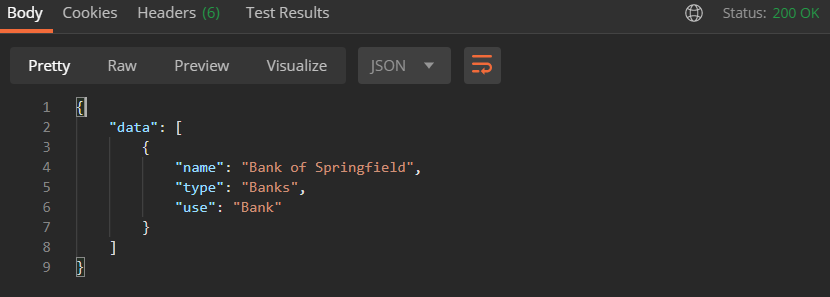 Body Cookies Headers (6) Test Results Status: 200 OK
Pretty Raw Preview Visualize JSON
1 {
2 "data": [
3 {
4 "name": "Bank of Springfield",
5 "type": "Banks",
6 "use": "Bank"
7 }
8 ]
9 }